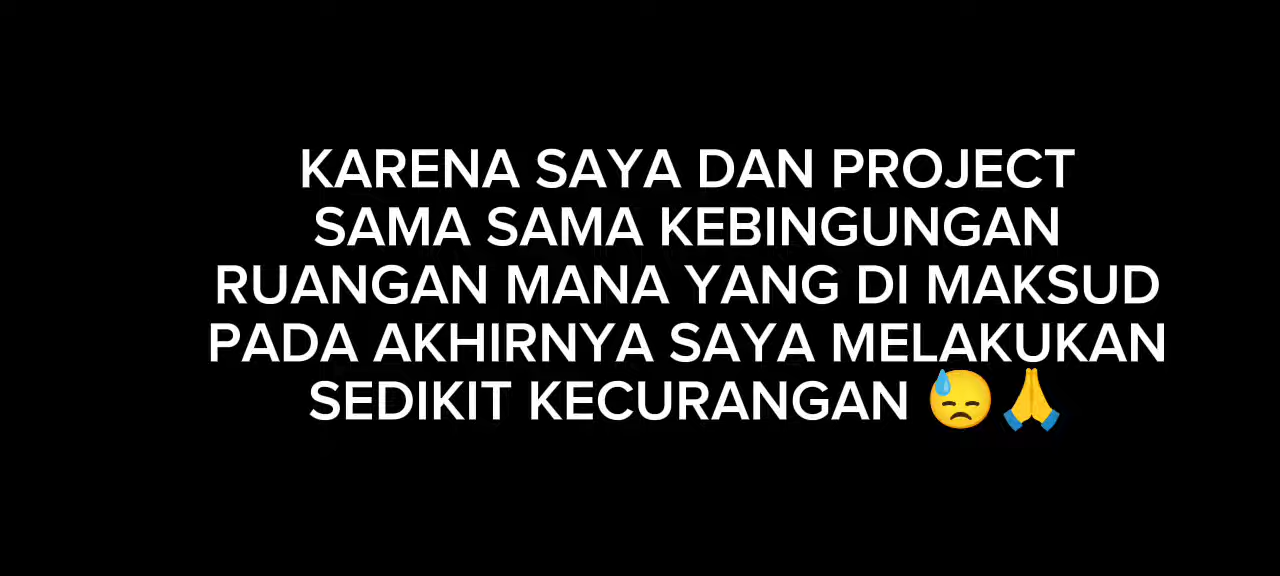 KARENA SAYA DAN PROJECT
SAMA SAMA KEBINGUNGAN
RUANGAN MANA YANG DI MAKSUD
PADA AKHIRNYA SAYA MELAKUKAN
SEDIKIT KECURANGAN 😓🙏